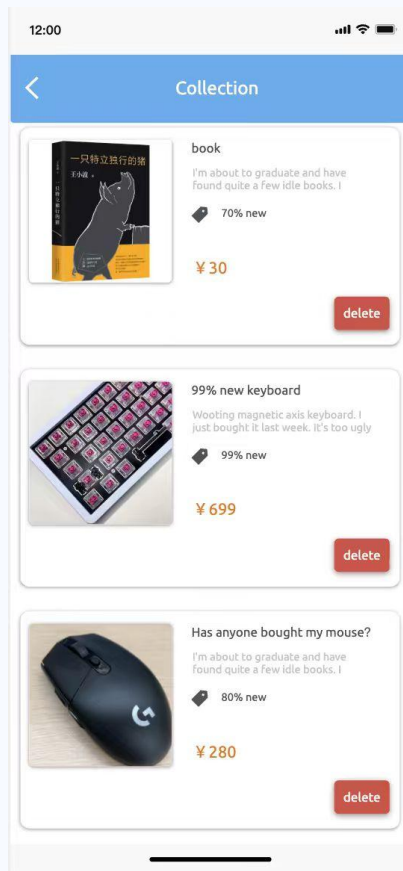 12:00
Collection
一只特立独行的猪
王小波
book
I'm about to graduate and have
found quite a few idle books. I
70% new
¥ 30
delete
99% new keyboard
Wooting magnetic axis keyboard. I
just bought it last week. It's too ugly
99% new
¥ 699
delete
Has anyone bought my mouse?
I'm about to graduate and have
found quite a few idle books. I
80% new
¥ 280
delete